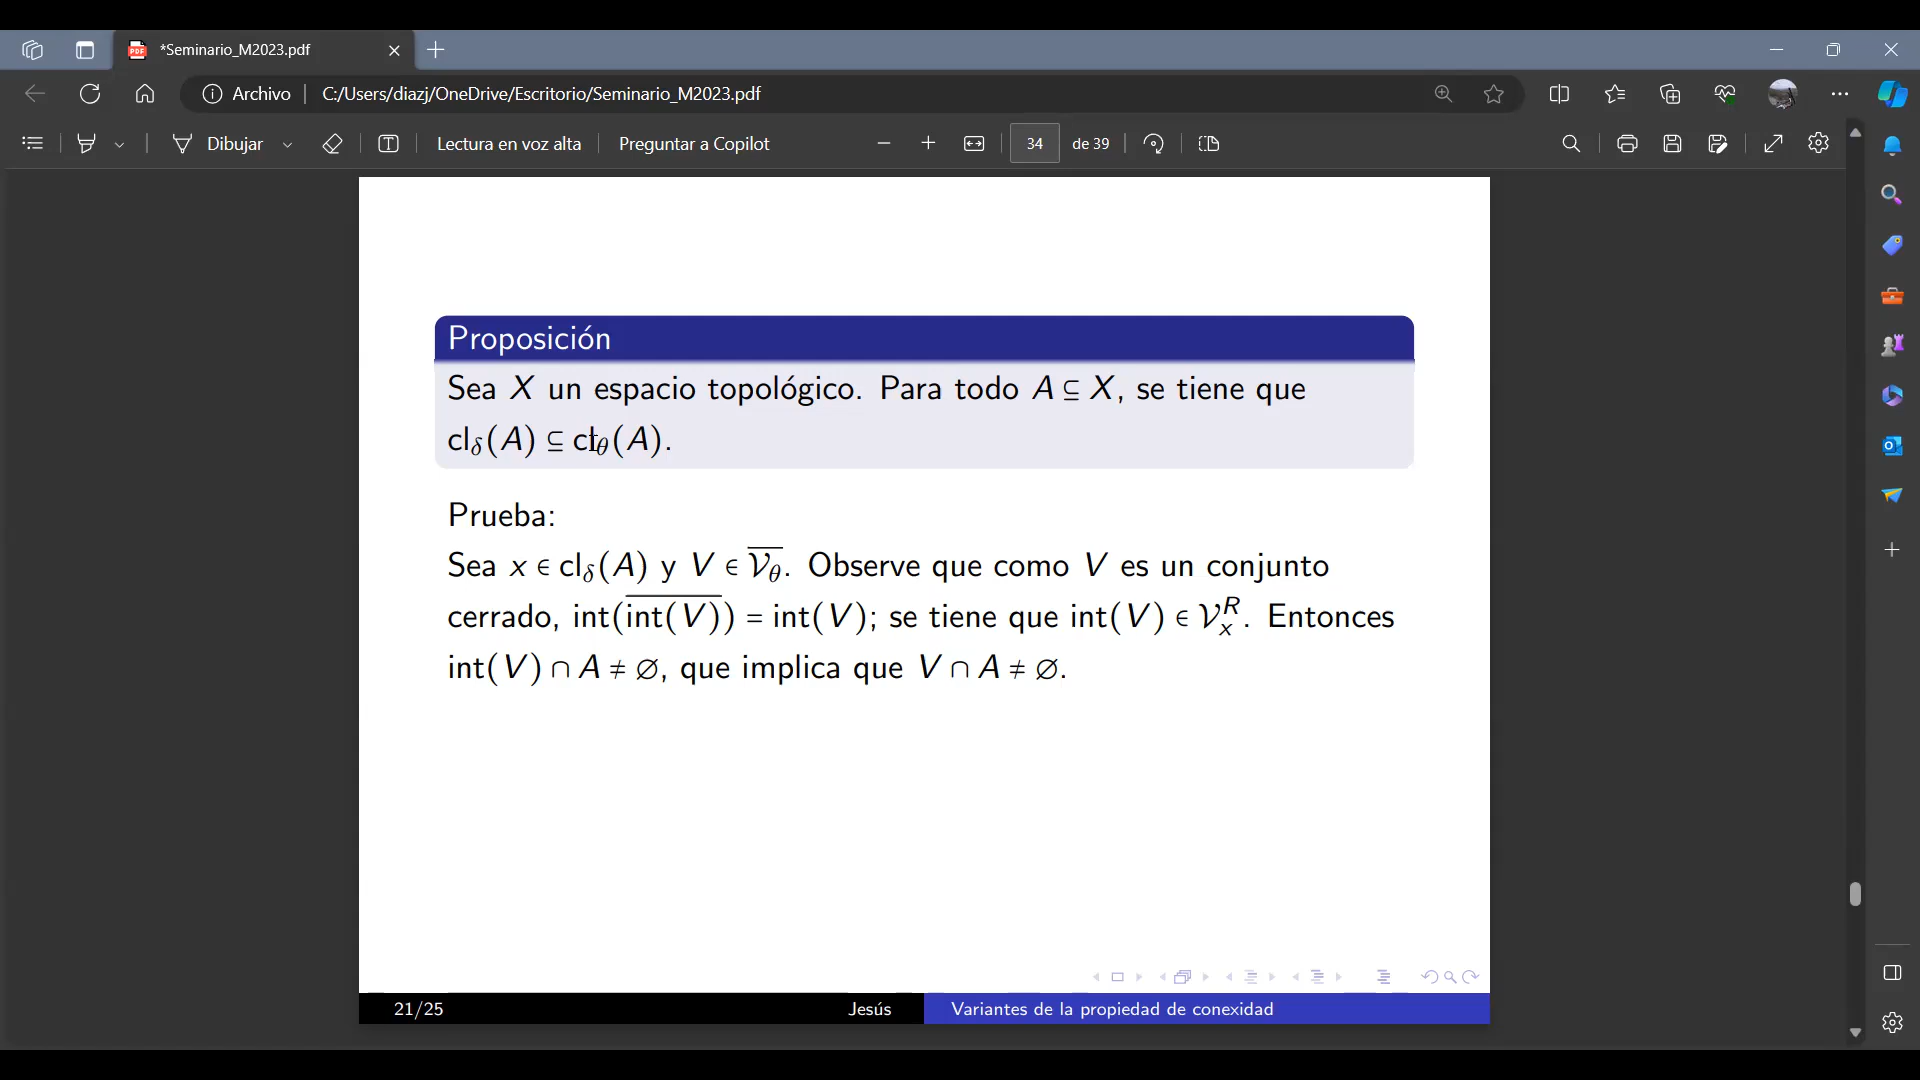 *Seminario_M2023.pdf
Archivo C:/Users/diazj/OneDrive/Escritorio/Seminario_M2023.pdf
Dibujar Lectura en voz alta Preguntar a Copilot 34 de 39
Proposición
Sea X un espacio topológico. Para todo A ⊆ X, se tiene que
cl_δ(A) ⊆ cl_θ(A).
Prueba:
Sea x ∈ cl_δ(A) y V ∈ \overline{𝒱_θ}. Observe que como V es un conjunto
cerrado, int(\overline{int(V)}) = int(V); se tiene que int(V) ∈ 𝒱_x^R. Entonces
int(V) ∩ A ≠ ∅, que implica que V ∩ A ≠ ∅.
21/25 Jesús Variantes de la propiedad de conexidad